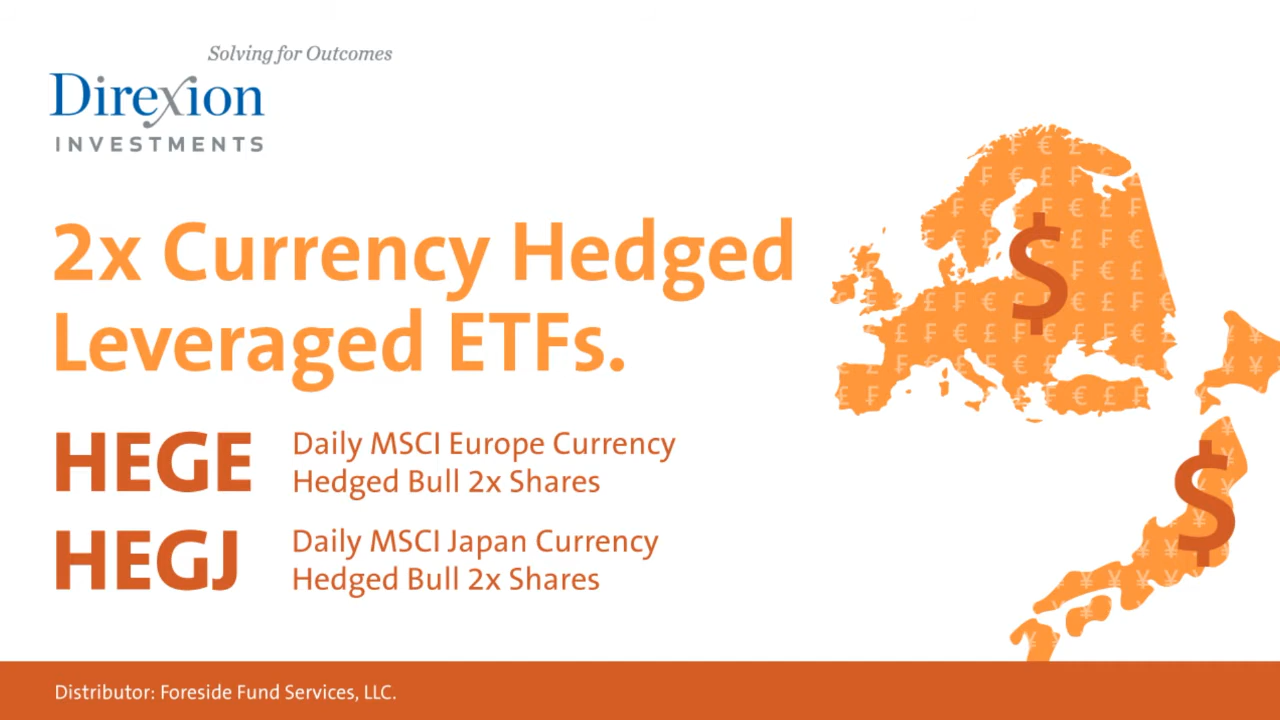 Solving for Outcomes
Direxion
INVESTMENTS
2x Currency Hedged
Leveraged ETFs.
HEGE
Daily MSCI Europe Currency
Hedged Bull 2x Shares
HEGJ
Daily MSCI Japan Currency
Hedged Bull 2x Shares
$
$
Distributor: Foreside Fund Services, LLC.